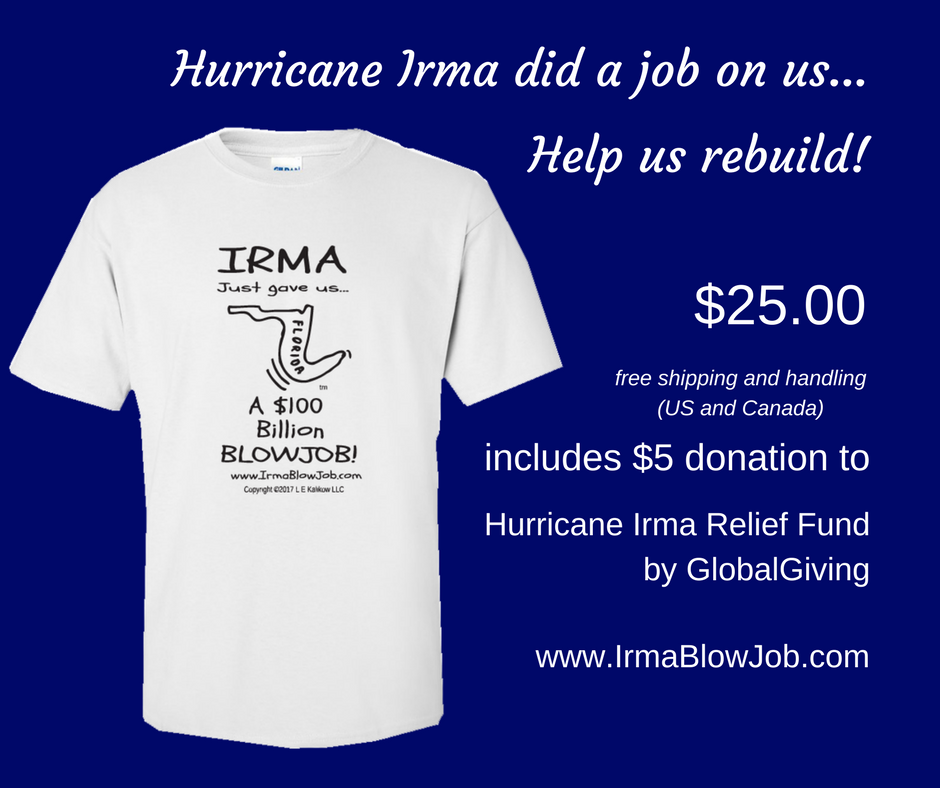 Hurricane Irma did a job on us...
Help us rebuild!
IRMA
Just gave us...
FLORIDA
tm
A $100
Billion
BLOWJOB!
www.IrmaBlowJob.com
Copyright ©2017 L E Kalikow LLC
$25.00
free shipping and handling
(US and Canada)
includes $5 donation to
Hurricane Irma Relief Fund
by GlobalGiving
www.IrmaBlowJob.com